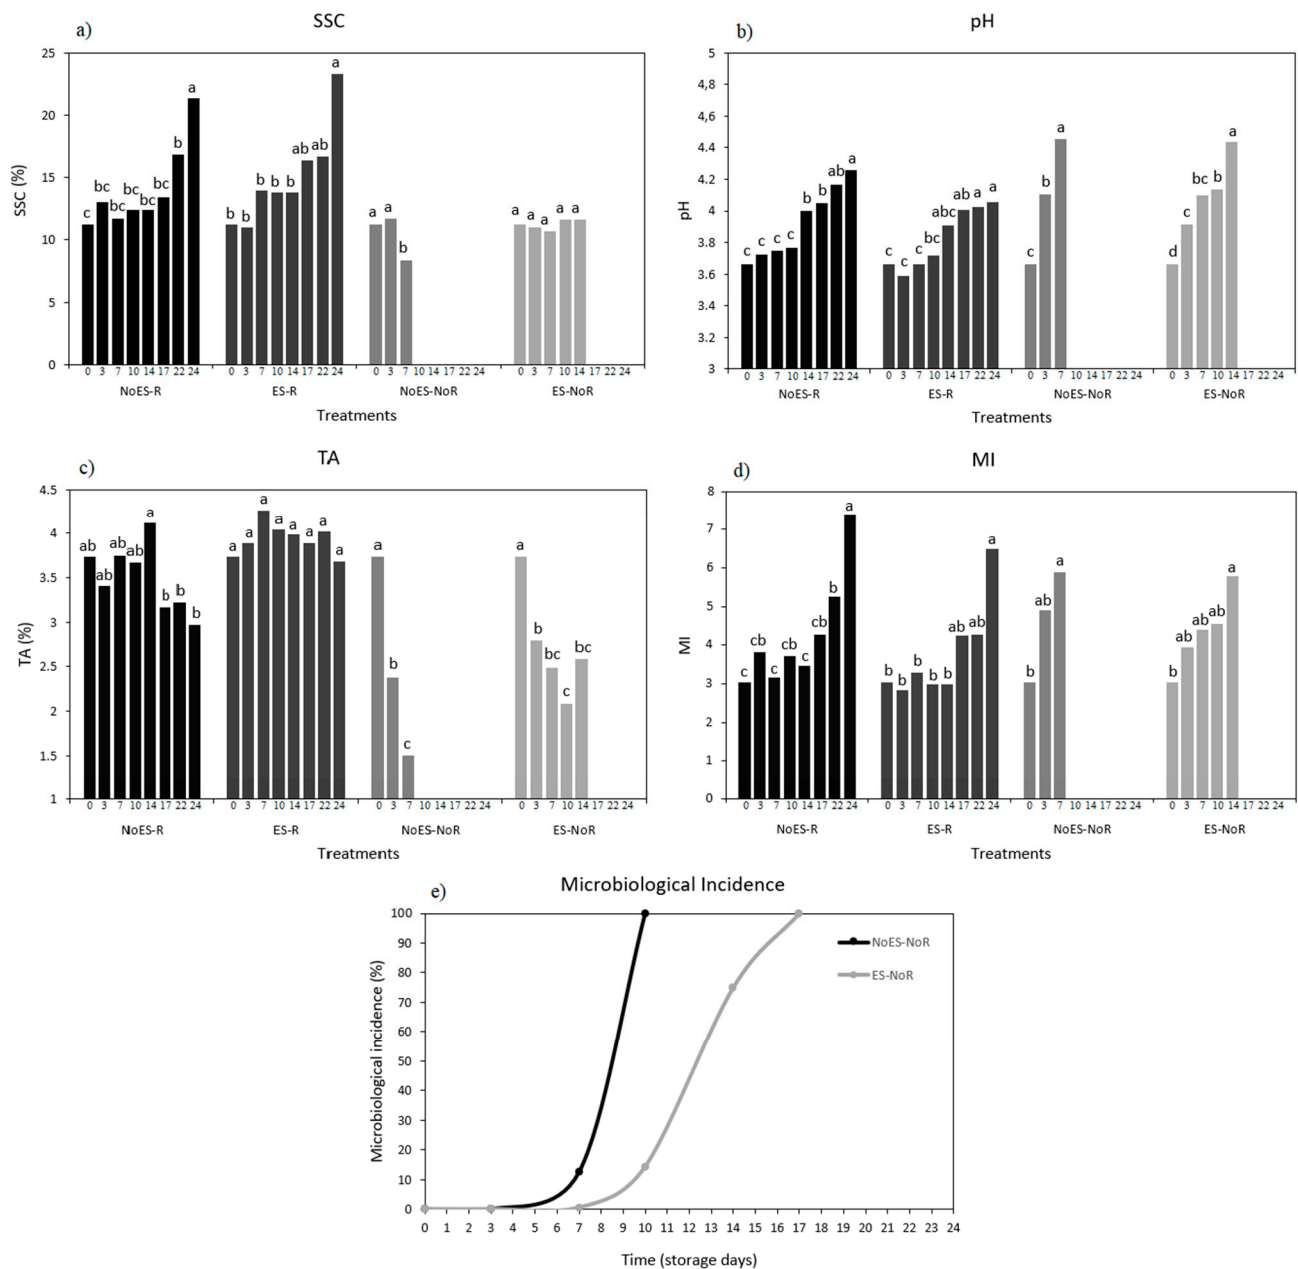 a)
SSC
25
20
15
10
5
0
SSC (%)
c bc bc bc bc bc b a
b b b b b ab ab a
a a b
a a a a a
0 3 7 10 14 17 22 24 0 3 7 10 14 17 22 24 0 3 7 10 14 17 22 24 0 3 7 10 14 17 22 24
NoES-R ES-R NoES-NoR ES-NoR
Treatments
b)
pH
5
4,8
4,6
4.4
4.2
4
3.8
3.6
3.4
3.2
3
pH
c c c c b b ab a
c c c bc abc ab a a
c b a
d c bc b a
0 3 7 10 14 17 22 24 0 3 7 10 14 17 22 24 0 3 7 10 14 17 22 24 0 3 7 10 14 17 22 24
NoES-R ES-R NoES-NoR ES-NoR
Treatments
c)
TA
4.5
4
3.5
3
2.5
2
1.5
1
TA (%)
ab ab ab ab a b b b
a a a a a a a a
a b c
a b bc c bc
0 3 7 10 14 17 22 24 0 3 7 10 14 17 22 24 0 3 7 10 14 17 22 24 0 3 7 10 14 17 22 24
NoES-R ES-R NoES-NoR ES-NoR
Treatments
d)
MI
8
7
6
5
4
3
2
1
0
MI
c cb c cb c cb b a
b b b b b ab ab a
b ab a
b ab ab ab a
0 3 7 10 14 17 22 24 0 3 7 10 14 17 22 24 0 3 7 10 14 17 22 24 0 3 7 10 14 17 22 24
NoES-R ES-R NoES-NoR ES-NoR
Treatments
e)
Microbiological Incidence
100
90
80
70
60
50
40
30
20
10
0
Microbiological incidence (%)
NoES-NoR
ES-NoR
0 1 2 3 4 5 6 7 8 9 10 11 12 13 14 15 16 17 18 19 20 21 22 23 24
Time (storage days)